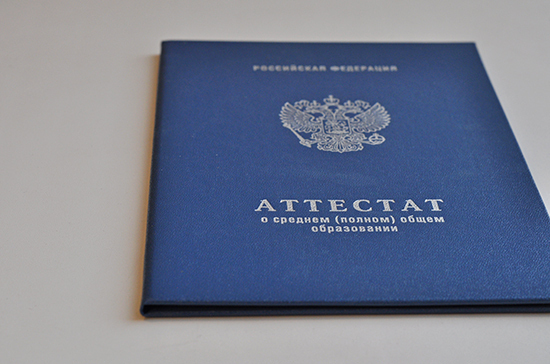 РОССИЙСКАЯ ФЕДЕРАЦИЯ
АТТЕСТАТ
о среднем (полном) общем
образовании